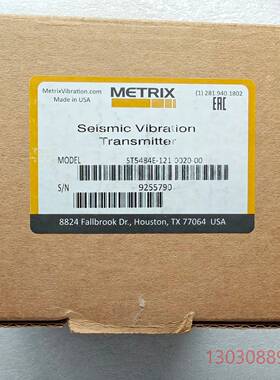 MetrixVibration.com
Made in USA
METRIX
(1) 281.940.1802
EAC
Seismic Vibration
Transmitter
MODEL
ST5484E-121 0020-00
S/N
9255790
8824 Fallbrook Dr., Houston, TX 77064 USA
1303088